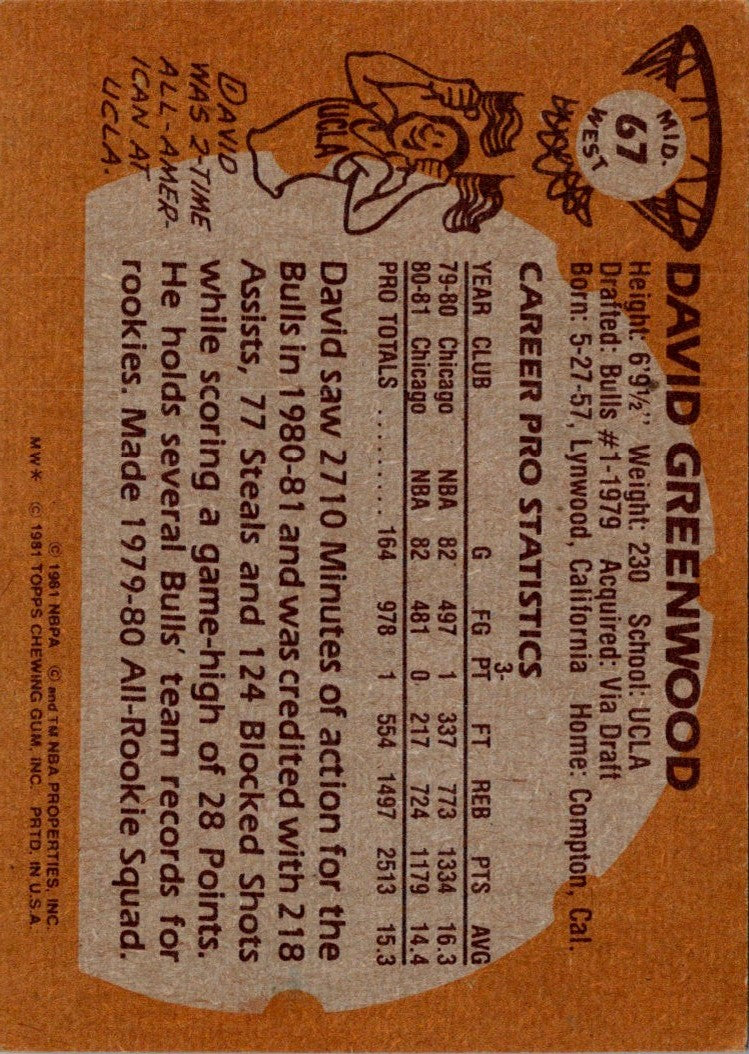 MID.
67
WEST
DAVID GREENWOOD
Height: 6'9½" Weight: 230 School: UCLA
Drafted: Bulls #1-1979 Acquired: Via Draft
Born: 5-27-57, Lynwood, California Home: Compton, Cal.
CAREER PRO STATISTICS
YEAR CLUB G FG 3-PT FT REB PTS AVG
79-80 Chicago NBA 82 497 1 337 773 1334 16.3
80-81 Chicago NBA 82 481 0 217 724 1179 14.4
PRO TOTALS .......... 164 978 1 554 1497 2513 15.3
UCLA
DAVID
WAS 2-TIME
ALL-AMER-
ICAN AT
UCLA.
David saw 2710 Minutes of action for the
Bulls in 1980-81 and was credited with 218
Assists, 77 Steals and 124 Blocked Shots
while scoring a game-high of 28 Points.
He holds several Bulls' team records for
rookies. Made 1979-80 All-Rookie Squad.
© 1981 NBPA © and TM NBA PROPERTIES, INC.
MW* © 1981 TOPPS CHEWING GUM, INC. PRTD. IN U.S.A.